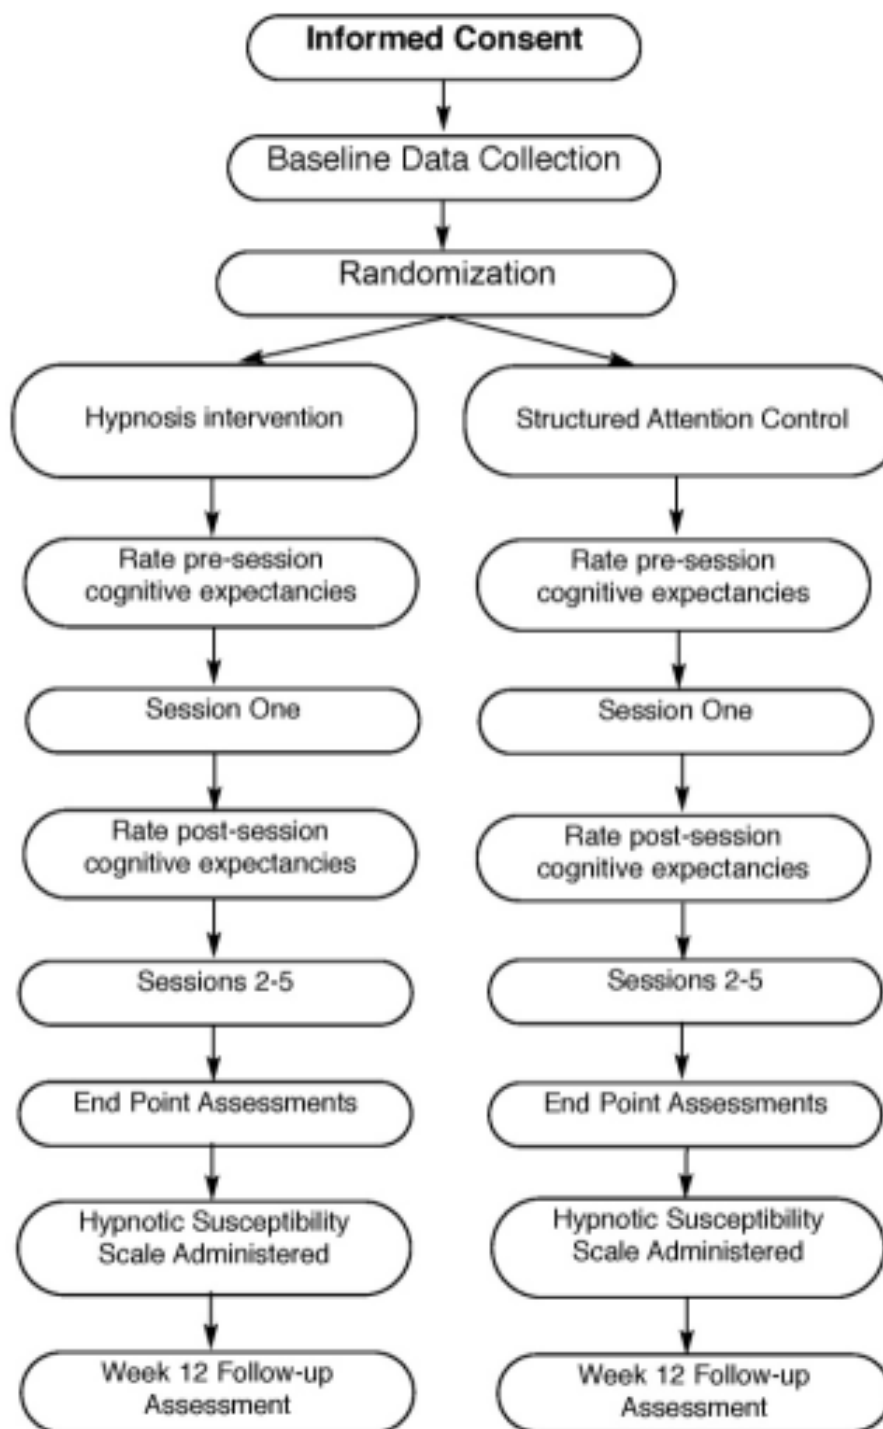 Informed Consent
Baseline Data Collection
Randomization
Hypnosis intervention
Structured Attention Control
Rate pre-session
cognitive expectancies
Rate pre-session
cognitive expectancies
Session One
Session One
Rate post-session
cognitive expectancies
Rate post-session
cognitive expectancies
Sessions 2-5
Sessions 2-5
End Point Assessments
End Point Assessments
Hypnotic Susceptibility
Scale Administered
Hypnotic Susceptibility
Scale Administered
Week 12 Follow-up
Assessment
Week 12 Follow-up
Assessment